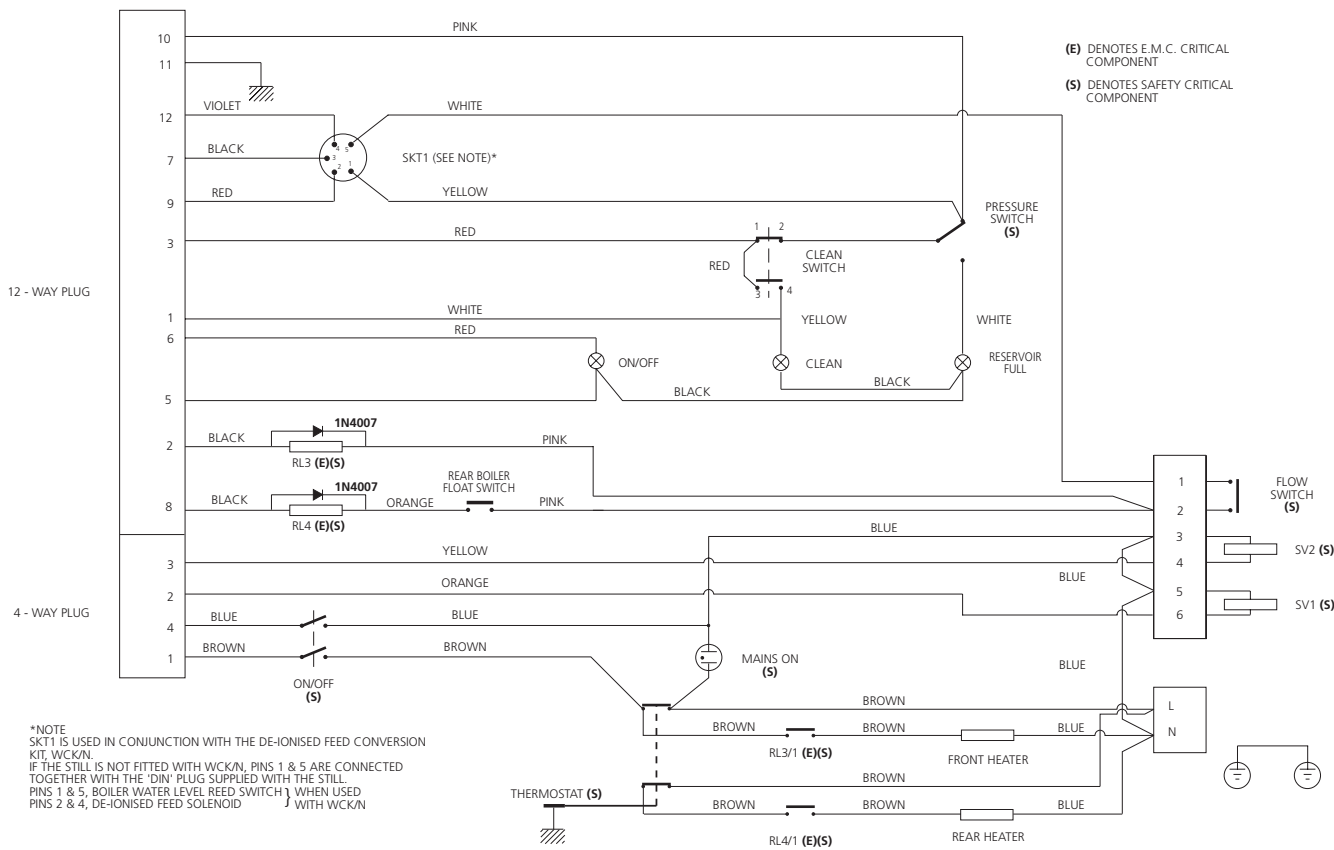 10
PINK
(E) DENOTES E.M.C. CRITICAL
COMPONENT
(S) DENOTES SAFETY CRITICAL
COMPONENT
11
12
VIOLET
WHITE
4 5
3
2 1
SKT1 (SEE NOTE)*
7
BLACK
9
RED
YELLOW
PRESSURE
SWITCH
(S)
3
RED
1 2
CLEAN
SWITCH
RED
3 4
12 - WAY PLUG
1
WHITE
YELLOW
WHITE
6
RED
ON/OFF
CLEAN
RESERVOIR
FULL
BLACK
5
BLACK
2
BLACK
1N4007
RL3 (E)(S)
PINK
8
BLACK
1N4007
RL4 (E)(S)
ORANGE
REAR BOILER
FLOAT SWITCH
PINK
1
2
3
4
5
6
FLOW
SWITCH
(S)
SV2 (S)
SV1 (S)
BLUE
3
YELLOW
BLUE
2
ORANGE
4 - WAY PLUG
4
BLUE
BLUE
1
BROWN
BROWN
ON/OFF
(S)
MAINS ON
(S)
BLUE
BROWN
L
N
BROWN
RL3/1 (E)(S)
BROWN
FRONT HEATER
BLUE
THERMOSTAT (S)
BROWN
BROWN
RL4/1 (E)(S)
BROWN
REAR HEATER
BLUE
*NOTE
SKT1 IS USED IN CONJUNCTION WITH THE DE-IONISED FEED CONVERSION
KIT, WCK/N.
IF THE STILL IS NOT FITTED WITH WCK/N, PINS 1 & 5 ARE CONNECTED
TOGETHER WITH THE 'DIN' PLUG SUPPLIED WITH THE STILL.
PINS 1 & 5, BOILER WATER LEVEL REED SWITCH } WHEN USED
PINS 2 & 4, DE-IONISED FEED SOLENOID WITH WCK/N